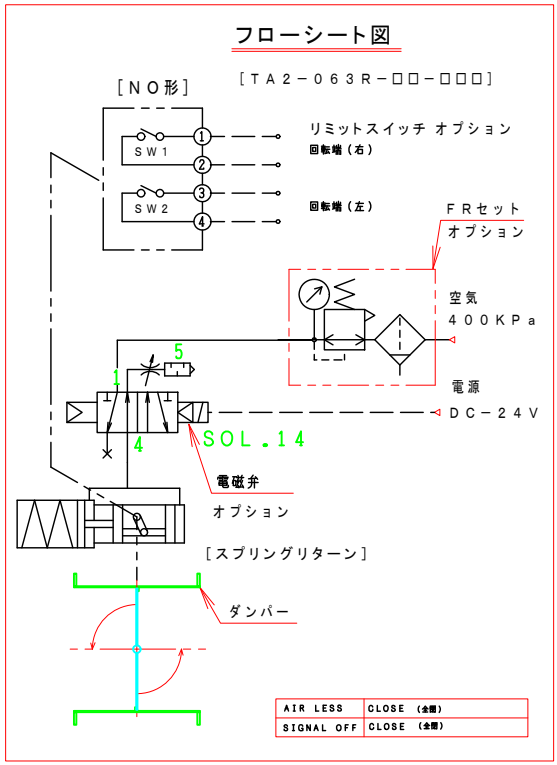 フローシート図
[TA2-063R-□□-□□□]
[NO形]
リミットスイッチ オプション
回転端(右)
回転端(左)
SW1
SW2
1
2
3
4
FRセット
オプション
空気
400KPa
電源
DC-24V
5
1
4
SOL.14
電磁弁
オプション
[スプリングリターン]
ダンパー
AIR LESS CLOSE (全閉)
SIGNAL OFF CLOSE (全閉)